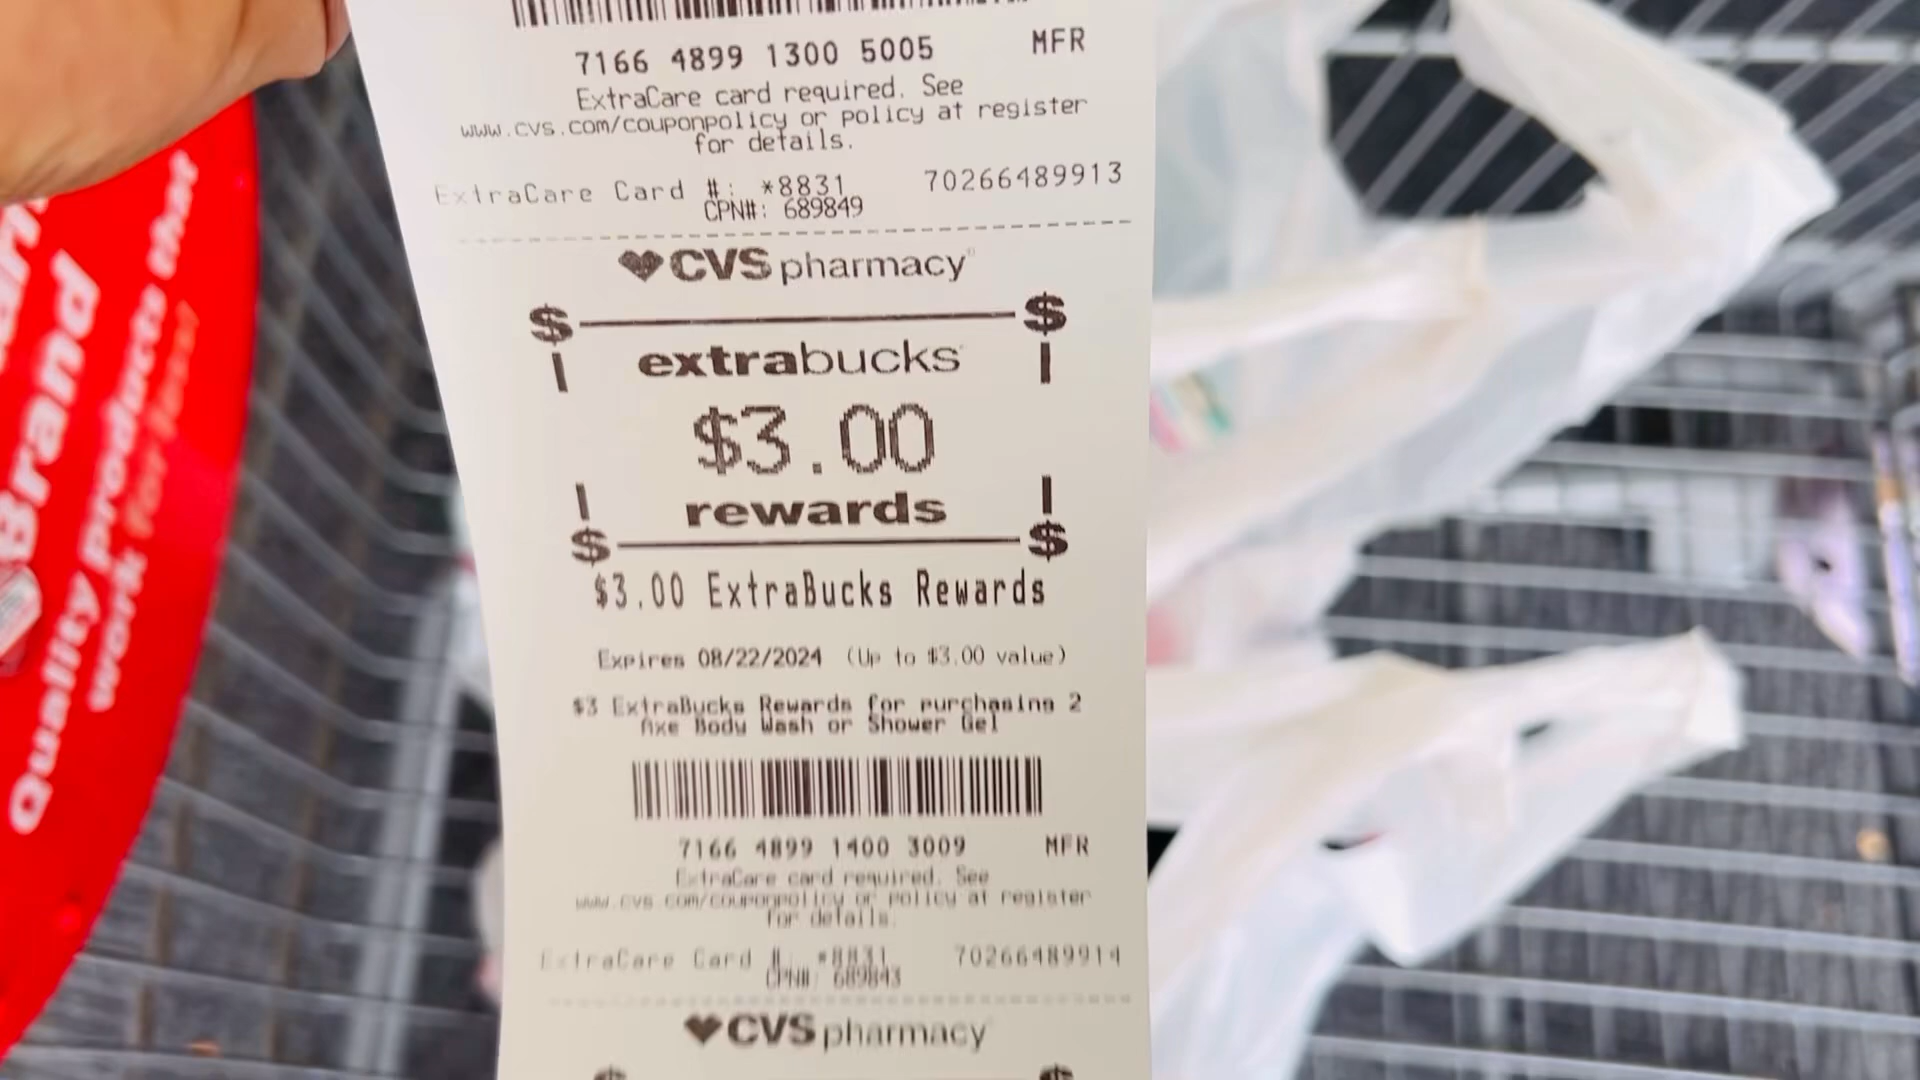 7166 4899 1300 5005 MFR
ExtraCare card required. See
www.cvs.com/couponpolicy or policy at register
for details.
ExtraCare Card #: *8831 70266489913
CPN#: 689849
CVS pharmacy
$ $
extrabucks
$3.00
rewards
$ $
$3.00 ExtraBucks Rewards
Expires 08/22/2024 (Up to $3.00 value)
$3 ExtraBucks Rewards for purchasing 2
Axe Body Wash or Shower Gel
7166 4899 1400 3009 MFR
ExtraCare card required. See
www.cvs.com/couponpolicy or policy at register
for details.
ExtraCare Card #: *8831 70266489914
CPN#: 689843
CVS pharmacy
Brand
Quality products that
work